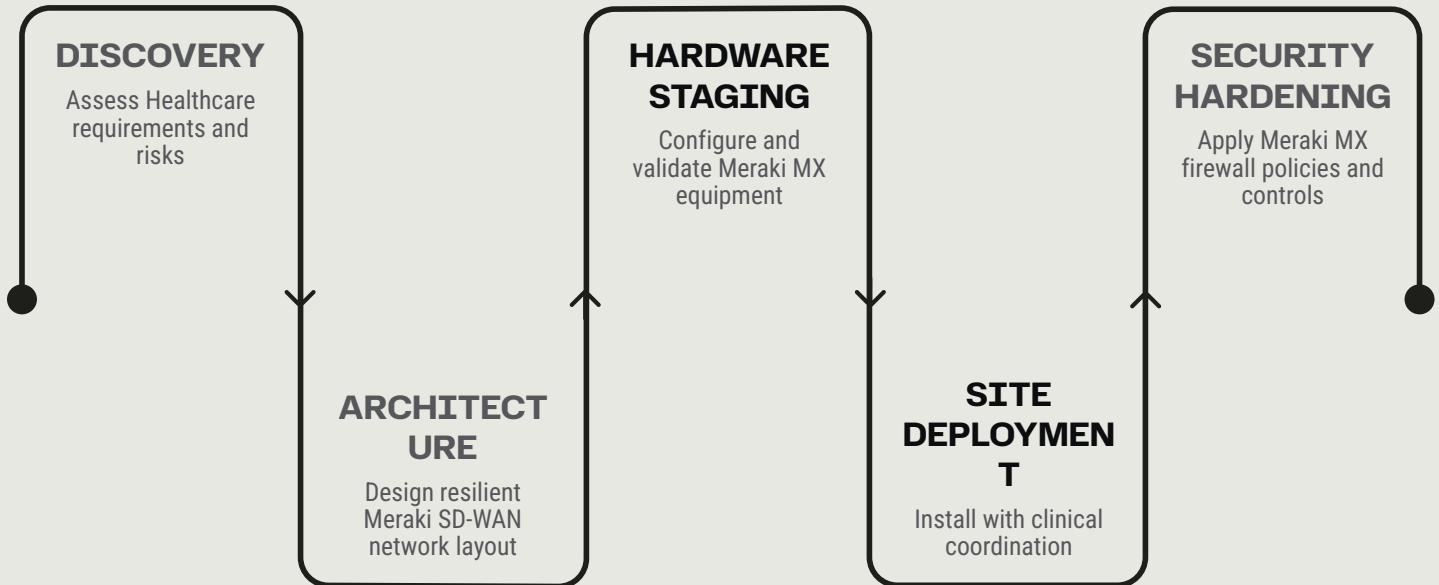 DISCOVERY
Assess Healthcare
requirements and
risks
ARCHITECT
URE
Design resilient
Meraki SD-WAN
network layout
HARDWARE
STAGING
Configure and
validate Meraki MX
equipment
SITE
DEPLOYMEN
T
Install with clinical
coordination
SECURITY
HARDENING
Apply Meraki MX
firewall policies and
controls